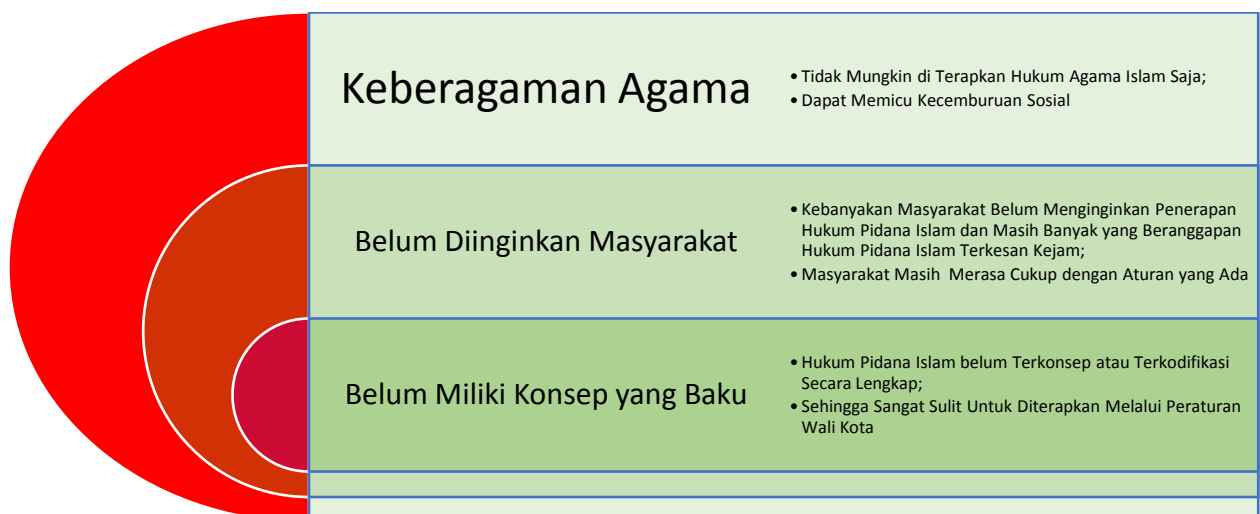 Keberagaman Agama
• Tidak Mungkin di Terapkan Hukum Agama Islam Saja;
• Dapat Memicu Kecemburuan Sosial
Belum Diinginkan Masyarakat
• Kebanyakan Masyarakat Belum Menginginkan Penerapan
Hukum Pidana Islam dan Masih Banyak yang Beranggapan
Hukum Pidana Islam Terkesan Kejam;
• Masyarakat Masih Merasa Cukup dengan Aturan yang Ada
Belum Miliki Konsep yang Baku
• Hukum Pidana Islam belum Terkonsep atau Terkodifikasi
Secara Lengkap;
• Sehingga Sangat Sulit Untuk Diterapkan Melalui Peraturan
Wali Kota